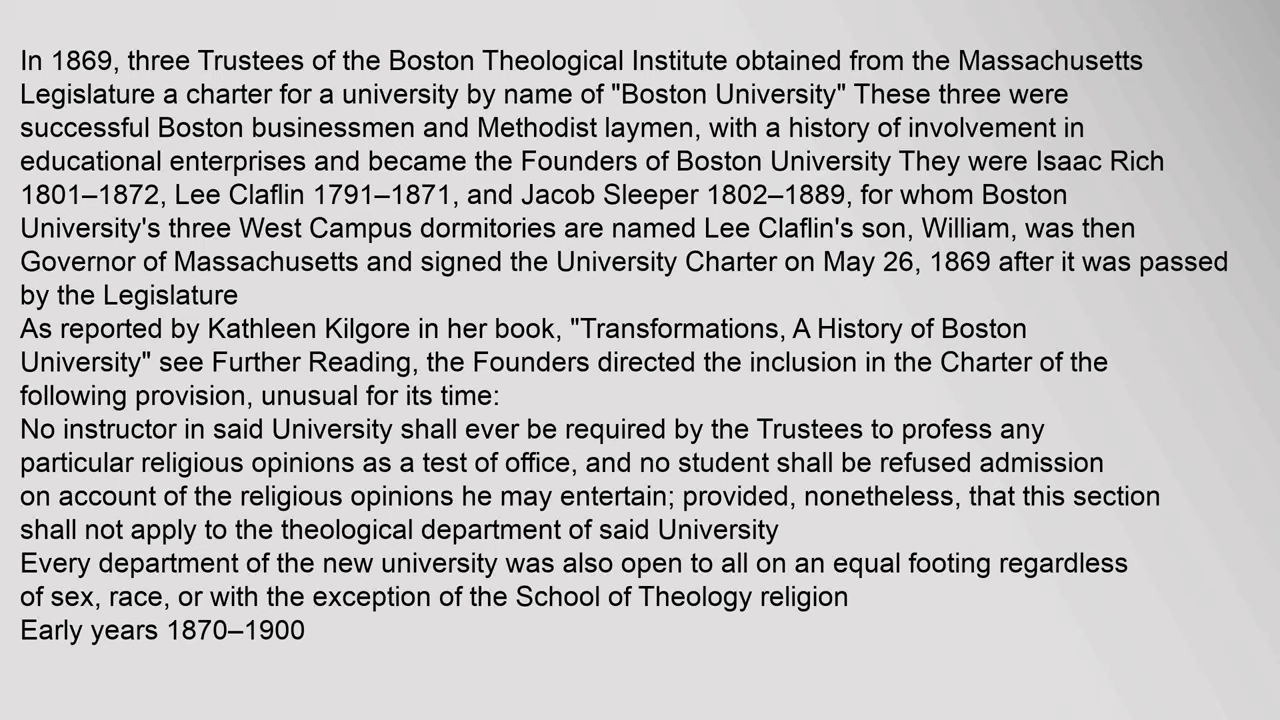 In 1869, three Trustees of the Boston Theological Institute obtained from the Massachusetts
Legislature a charter for a university by name of "Boston University" These three were
successful Boston businessmen and Methodist laymen, with a history of involvement in
educational enterprises and became the Founders of Boston University They were Isaac Rich
1801–1872, Lee Claflin 1791–1871, and Jacob Sleeper 1802–1889, for whom Boston
University's three West Campus dormitories are named Lee Claflin's son, William, was then
Governor of Massachusetts and signed the University Charter on May 26, 1869 after it was passed
by the Legislature
As reported by Kathleen Kilgore in her book, "Transformations, A History of Boston
University" see Further Reading, the Founders directed the inclusion in the Charter of the
following provision, unusual for its time:
No instructor in said University shall ever be required by the Trustees to profess any
particular religious opinions as a test of office, and no student shall be refused admission
on account of the religious opinions he may entertain; provided, nonetheless, that this section
shall not apply to the theological department of said University
Every department of the new university was also open to all on an equal footing regardless
of sex, race, or with the exception of the School of Theology religion
Early years 1870–1900